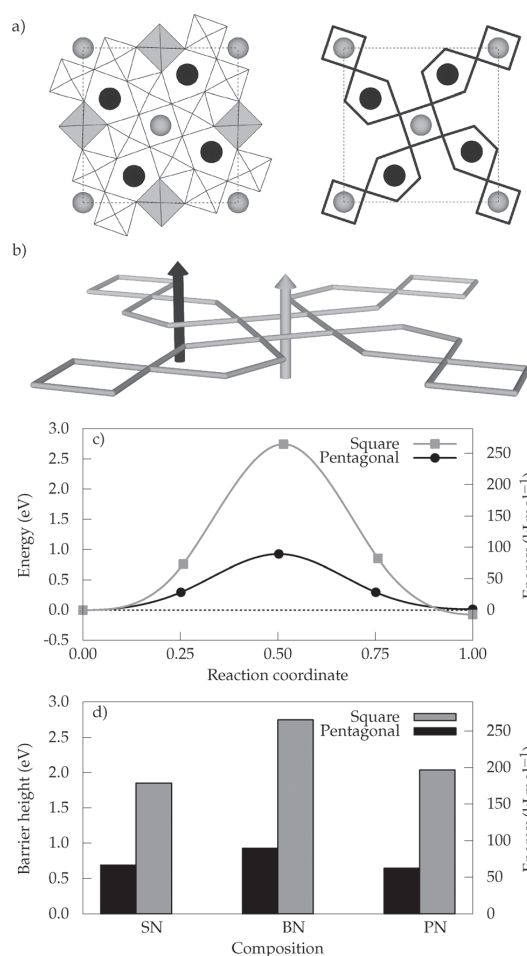 a)
b)
c)
Square
Pentagonal
3.0
2.5
2.0
1.5
1.0
0.5
0.0
-0.5
Energy (eV)
250
200
150
100
50
0
0.00
0.25
0.50
0.75
1.00
Reaction coordinate
d)
Square
Pentagonal
3.0
2.5
2.0
1.5
1.0
0.5
0.0
Barrier height (eV)
250
200
150
100
50
0
SN
BN
PN
Composition